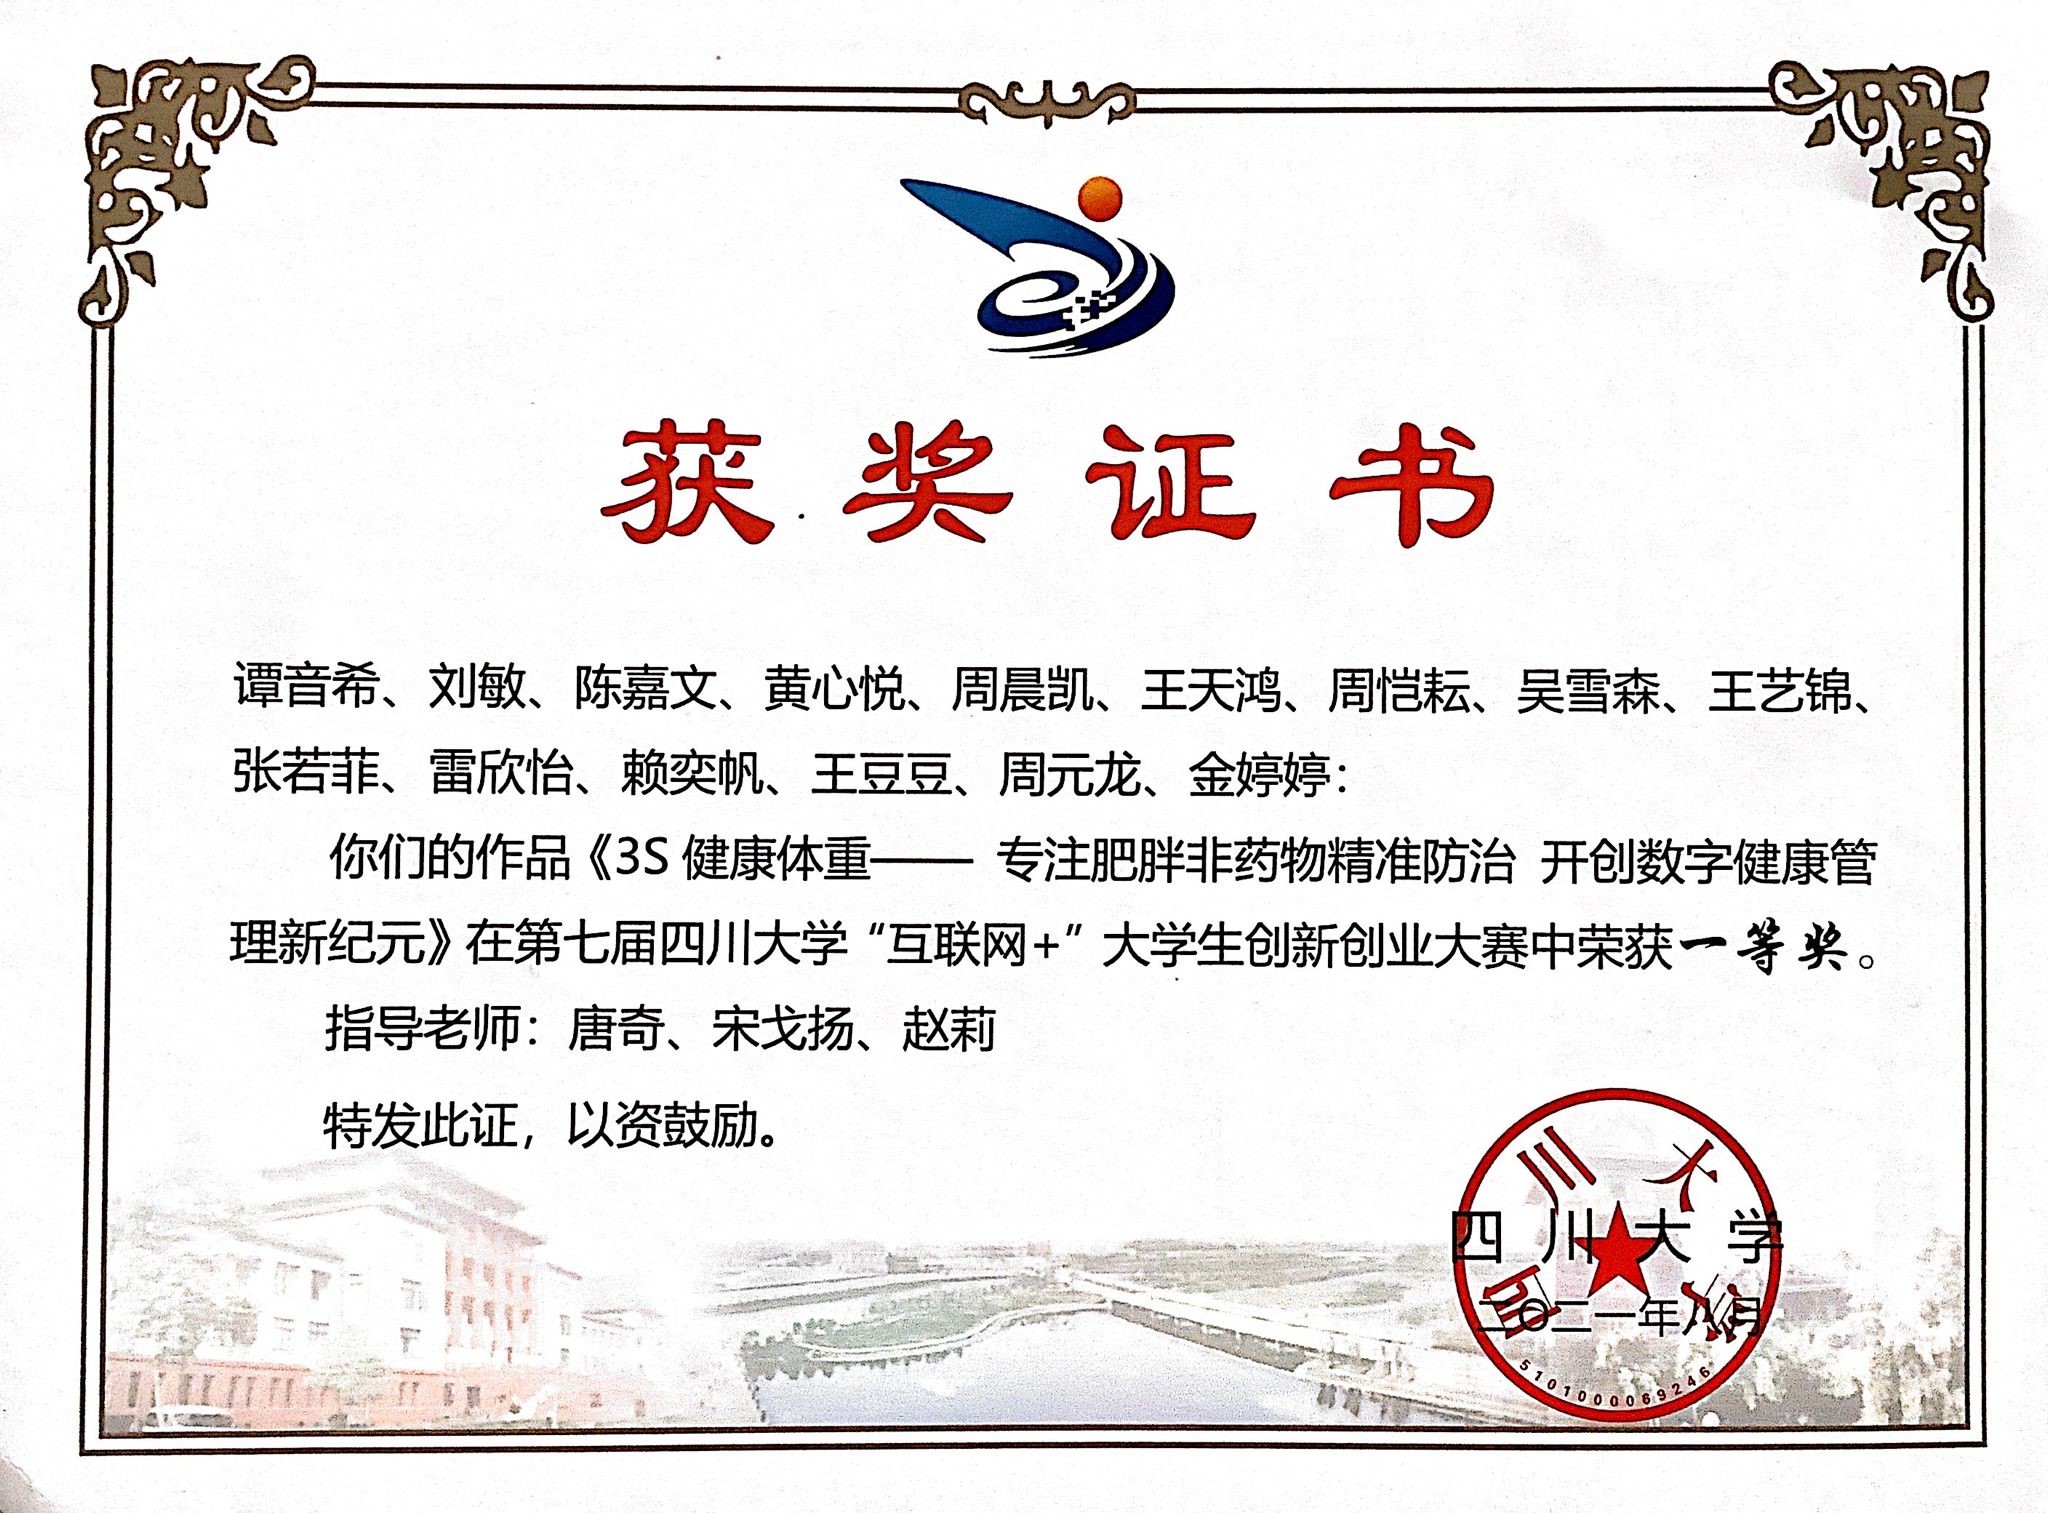 获奖证书
谭音希、刘敏、陈嘉文、黄心悦、周晨凯、王天鸿、周恺耘、吴雪森、王艺锦、
张若菲、雷欣怡、赖奕帆、王豆豆、周元龙、金婷婷：
你们的作品《3S 健康体重—— 专注肥胖非药物精准防治 开创数字健康管
理新纪元》在第七届四川大学“互联网+”大学生创新创业大赛中荣获一等奖。
指导老师：唐奇、宋戈扬、赵莉
特发此证，以资鼓励。
四川大学
四川大学
二〇二一年八月
5101000069246